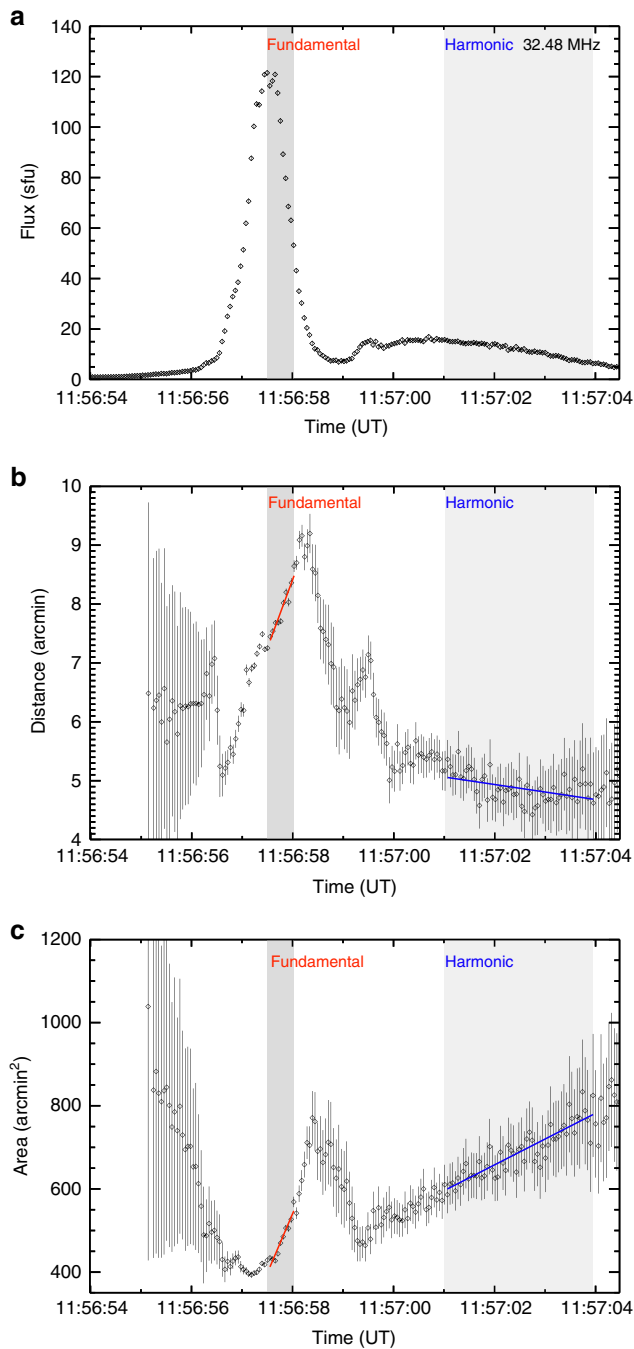 a
Fundamental Harmonic 32.48 MHz
140
120
100
80
60
40
20
0
Flux (sfu)
11:56:54 11:56:56 11:56:58 11:57:00 11:57:02 11:57:04
Time (UT)
b
Fundamental Harmonic
10
9
8
7
6
5
4
Distance (arcmin)
11:56:54 11:56:56 11:56:58 11:57:00 11:57:02 11:57:04
Time (UT)
c
Fundamental Harmonic
1200
1000
800
600
400
Area (arcmin²)
11:56:54 11:56:56 11:56:58 11:57:00 11:57:02 11:57:04
Time (UT)